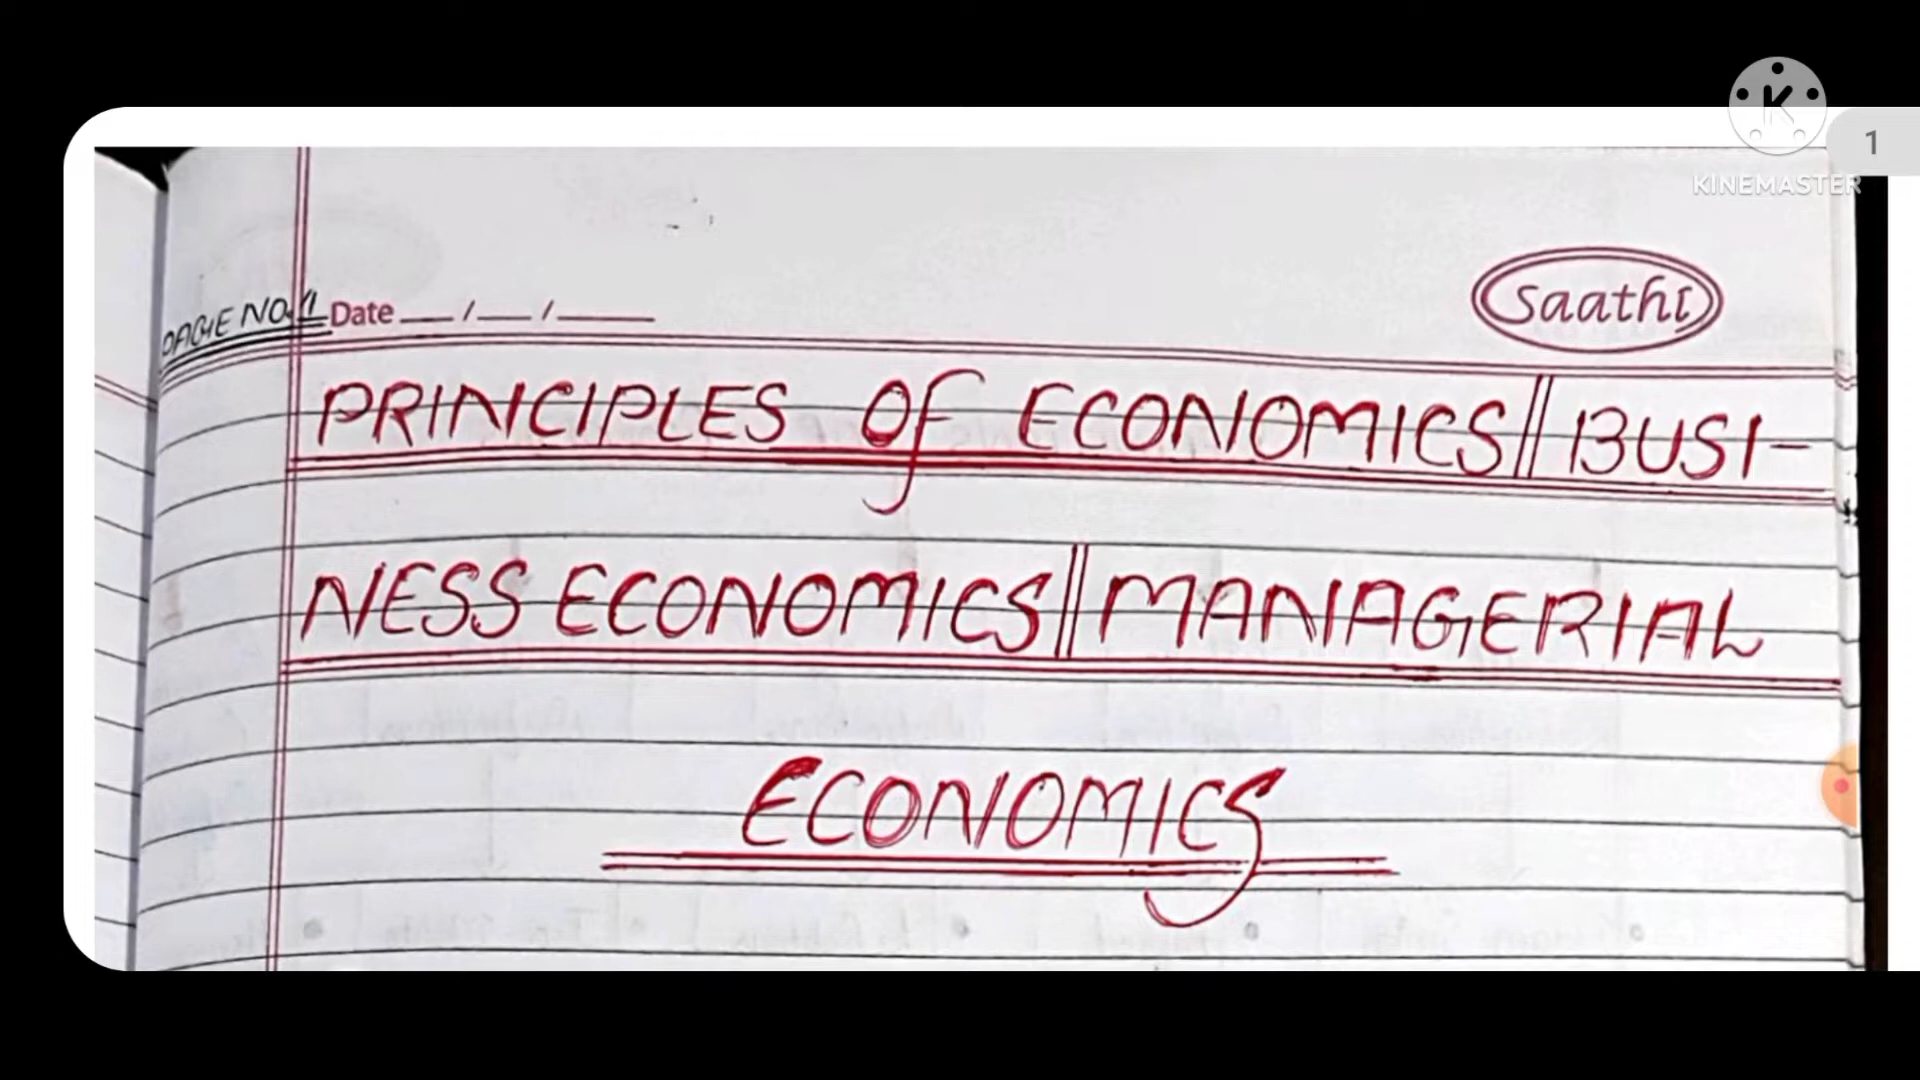 1
KINEMASTER
Saathi
PAGE NO. 1 Date __/__/____
PRINCIPLES OF ECONOMICS || BUSI-
NESS ECONOMICS || MANAGERIAL
ECONOMICS